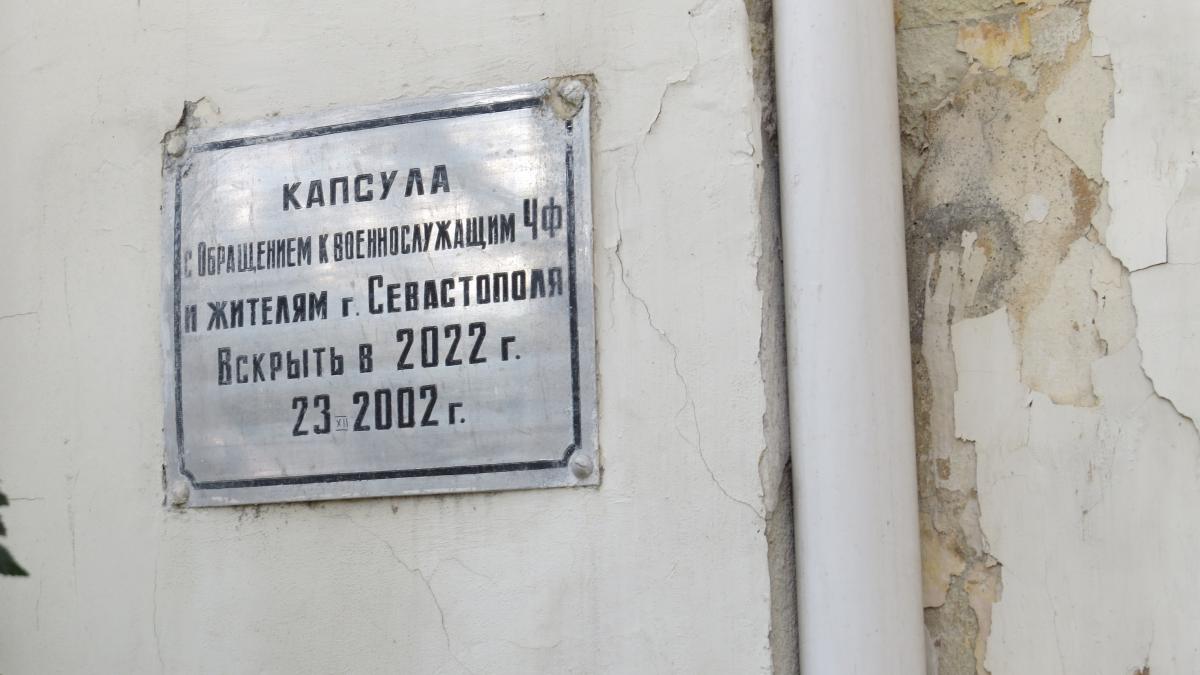 КАПСУЛА
с Обращением к военнослужащим ЧФ
и жителям г. Севастополя
Вскрыть в 2022 г.
23 XII 2002 г.